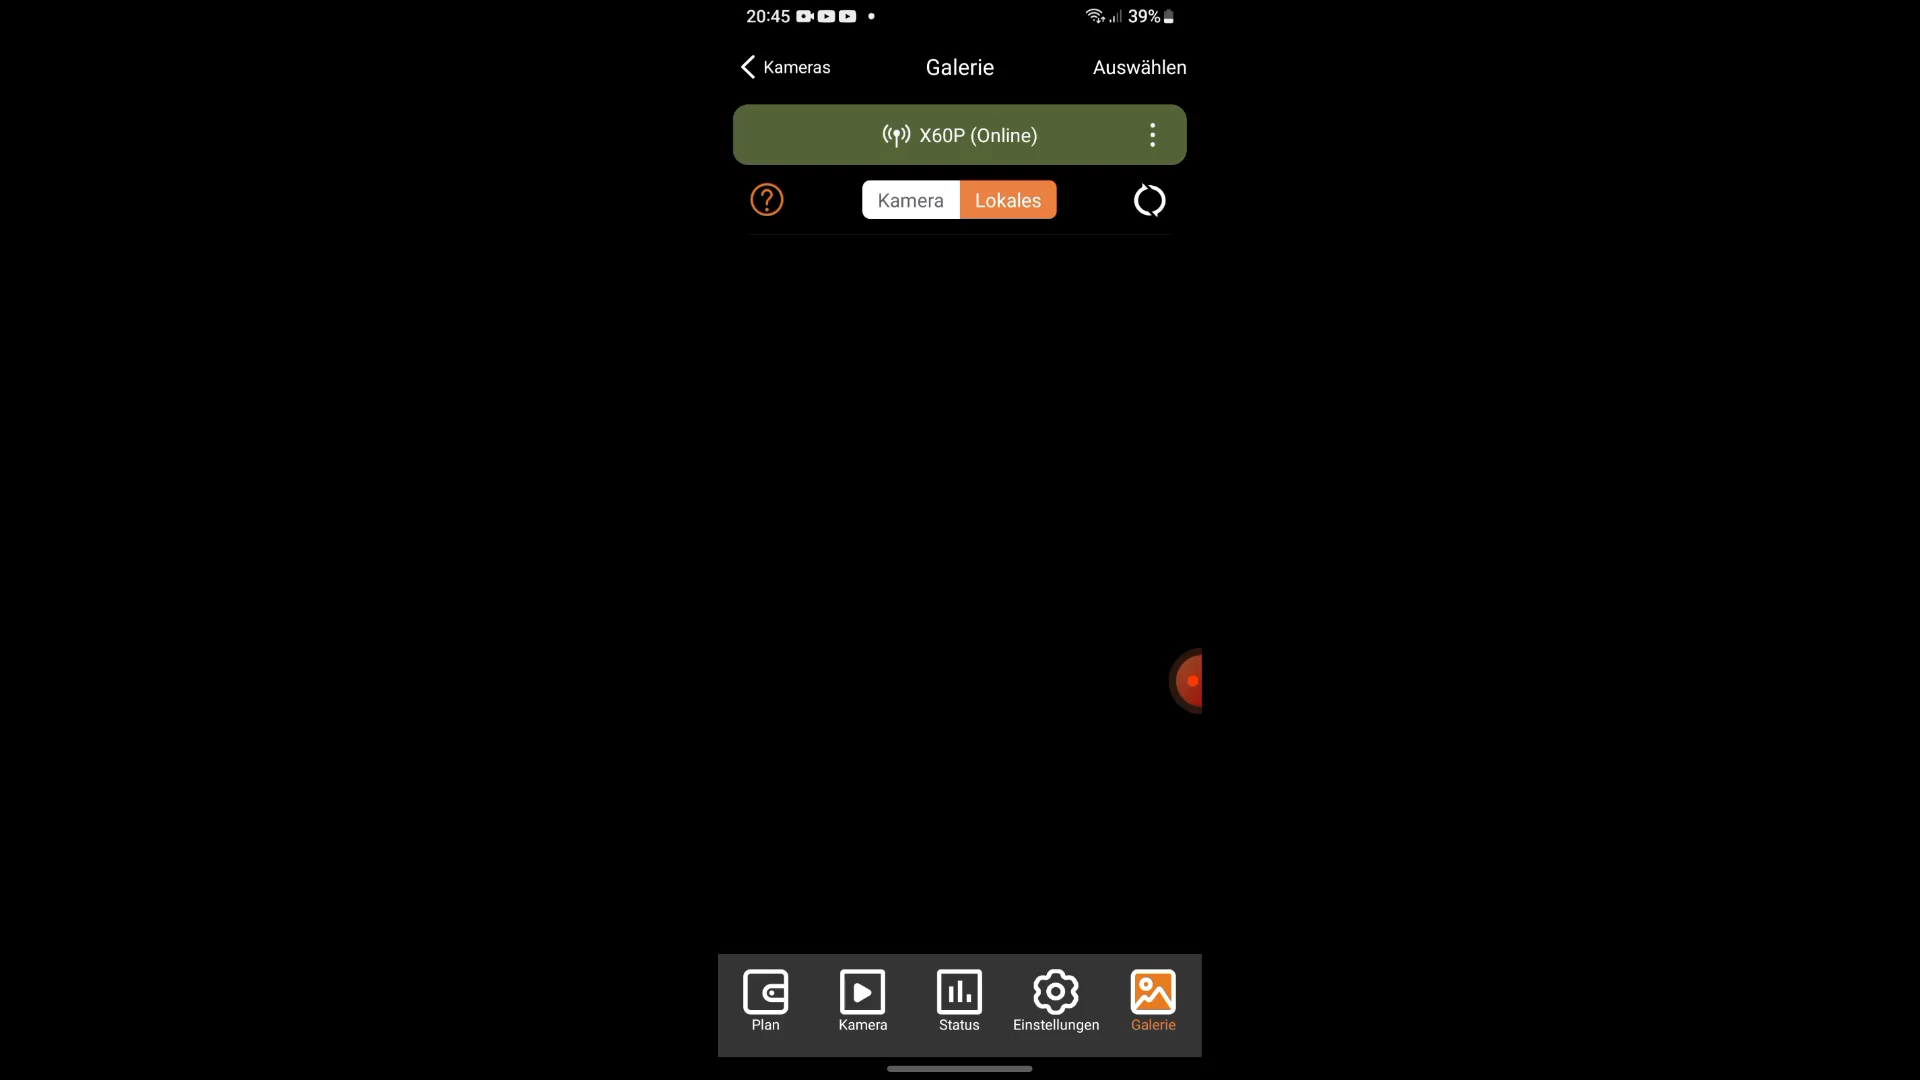 20:45 39%
Kameras Galerie Auswählen
X60P (Online)
? Kamera Lokales
Plan Kamera Status Einstellungen Galerie